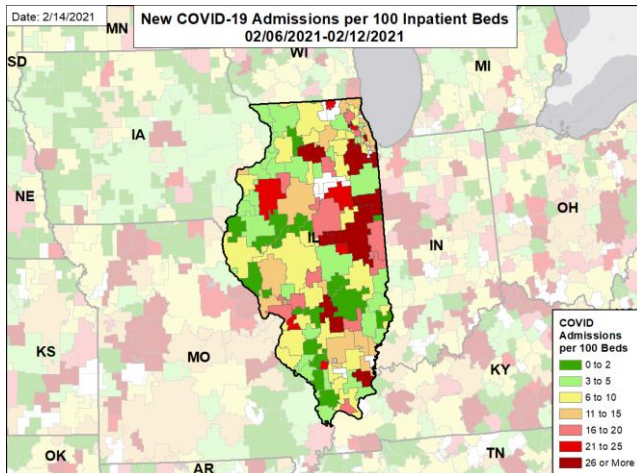 Date: 2/14/2021
New COVID-19 Admissions per 100 Inpatient Beds
02/06/2021-02/12/2021
MN
WI
SD
MI
IA
NE
OH
IL
IN
KS
MO
KY
OK
AR
TN
COVID
Admissions
per 100 Beds
0 to 2
3 to 5
6 to 10
11 to 15
16 to 20
21 to 25
26 or More